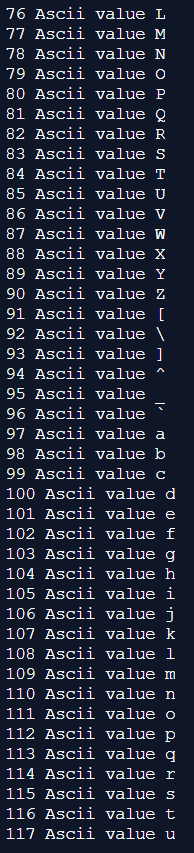 76 Ascii value L
77 Ascii value M
78 Ascii value N
79 Ascii value O
80 Ascii value P
81 Ascii value Q
82 Ascii value R
83 Ascii value S
84 Ascii value T
85 Ascii value U
86 Ascii value V
87 Ascii value W
88 Ascii value X
89 Ascii value Y
90 Ascii value Z
91 Ascii value [
92 Ascii value \
93 Ascii value ]
94 Ascii value ^
95 Ascii value _
96 Ascii value `
97 Ascii value a
98 Ascii value b
99 Ascii value c
100 Ascii value d
101 Ascii value e
102 Ascii value f
103 Ascii value g
104 Ascii value h
105 Ascii value i
106 Ascii value j
107 Ascii value k
108 Ascii value l
109 Ascii value m
110 Ascii value n
111 Ascii value o
112 Ascii value p
113 Ascii value q
114 Ascii value r
115 Ascii value s
116 Ascii value t
117 Ascii value u